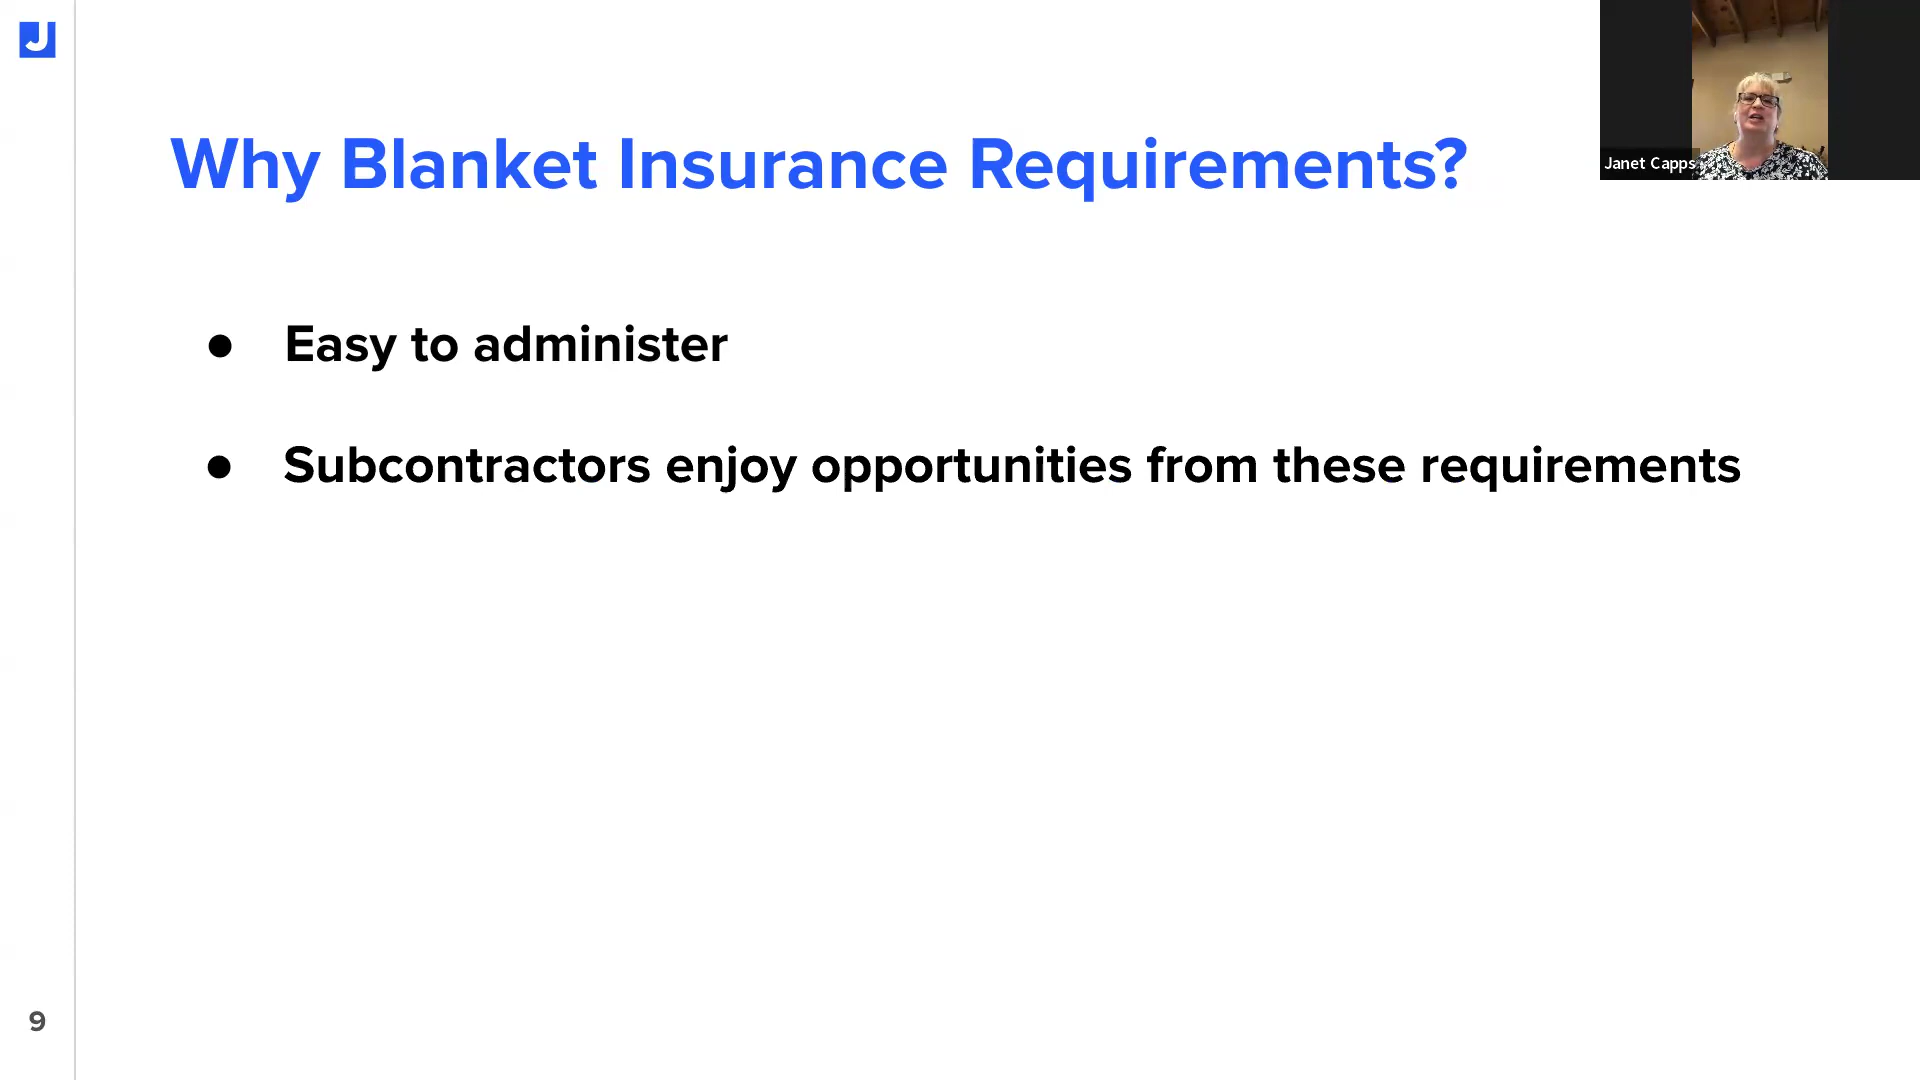 J
Why Blanket Insurance Requirements?
Janet Capps
● Easy to administer
● Subcontractors enjoy opportunities from these requirements
9